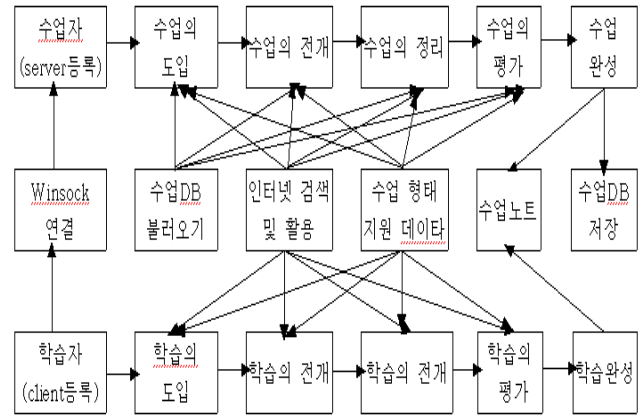 수업자
(server등록)
수업의
도입
수업의 전개
수업의 정리
수업의
평가
수업
완성
Winsock
연결
수업DB
불러오기
인터넷 검색
및 활용
수업 형태
지원 데이타
수업노트
수업DB
저장
학습자
(client등록)
학습의
도입
학습의 전개
학습의 전개
학습의
평가
학습완성